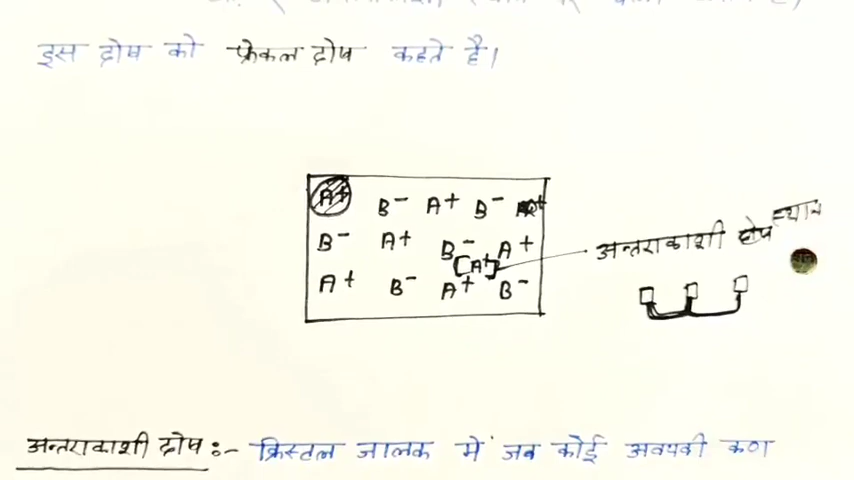 इस दोष को फ्रेंकल दोष कहते है।
A+ B- A+ B-
B- A+ B- A+
[A+]
A+ B- A+ B-
अन्तराकाशी स्थान
अन्तराकाशी दोष :- क्रिस्टल जालक में जब कोई अवयवी कण